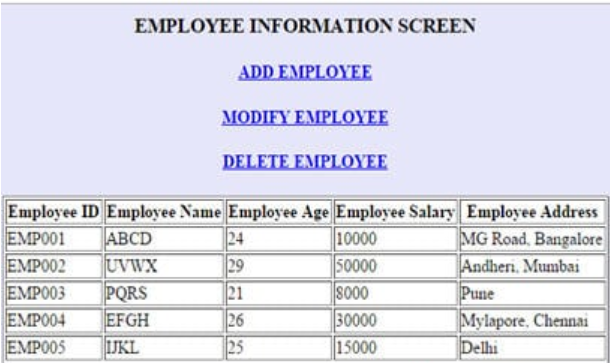 EMPLOYEE INFORMATION SCREEN
ADD EMPLOYEE
MODIFY EMPLOYEE
DELETE EMPLOYEE
Employee ID Employee Name Employee Age Employee Salary Employee Address
EMP001 ABCD 24 10000 MG Road, Bangalore
EMP002 UVWX 29 50000 Andheri, Mumbai
EMP003 PQRS 21 8000 Pune
EMP004 EFGH 26 30000 Mylapore, Chennai
EMP005 IJKL 25 15000 Delhi